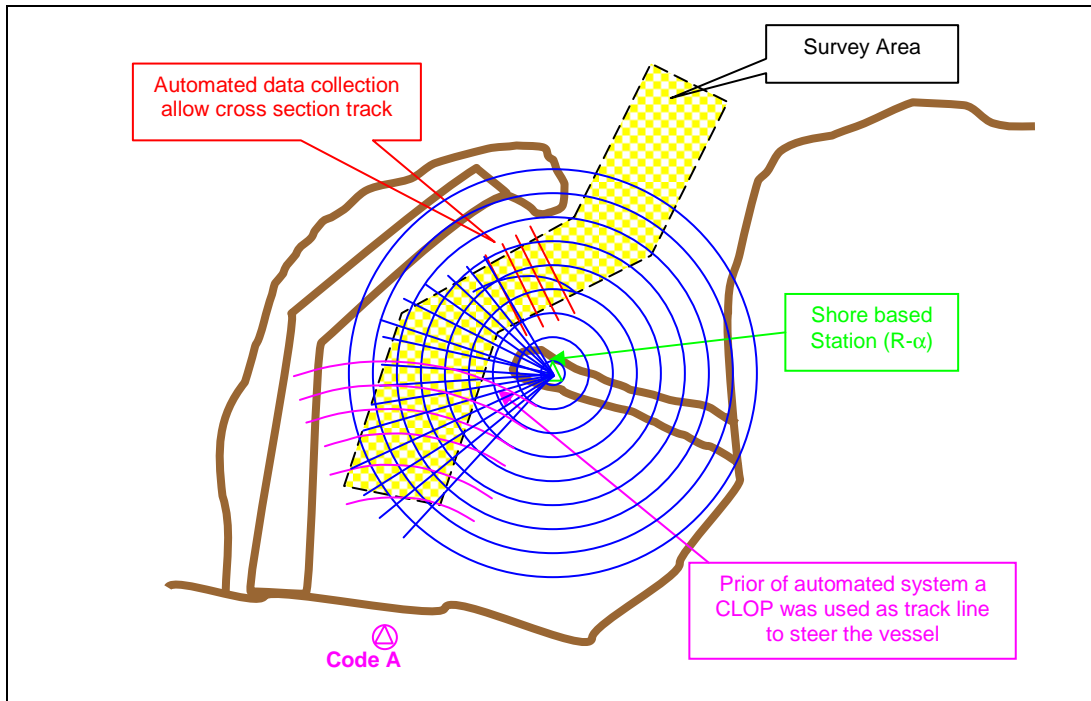 Survey Area
Automated data collection
allow cross section track
Shore based
Station (R-α)
Prior of automated system a
CLOP was used as track line
to steer the vessel
Code A